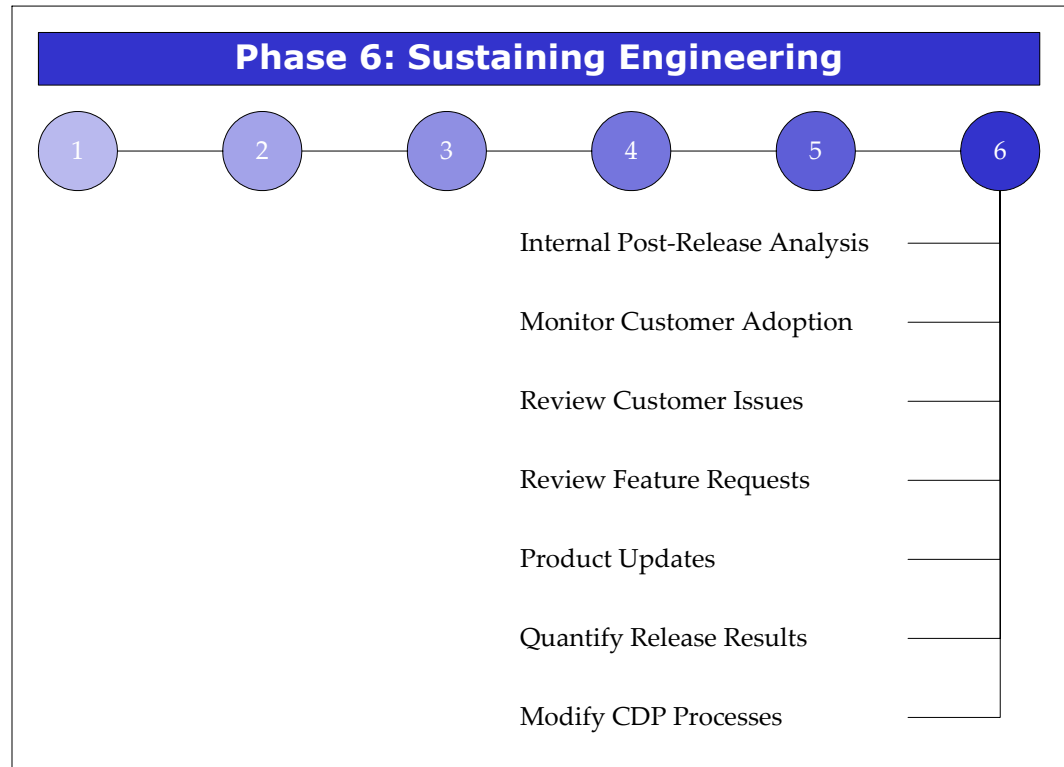 Phase 6: Sustaining Engineering
1 2 3 4 5 6
Internal Post-Release Analysis
Monitor Customer Adoption
Review Customer Issues
Review Feature Requests
Product Updates
Quantify Release Results
Modify CDP Processes